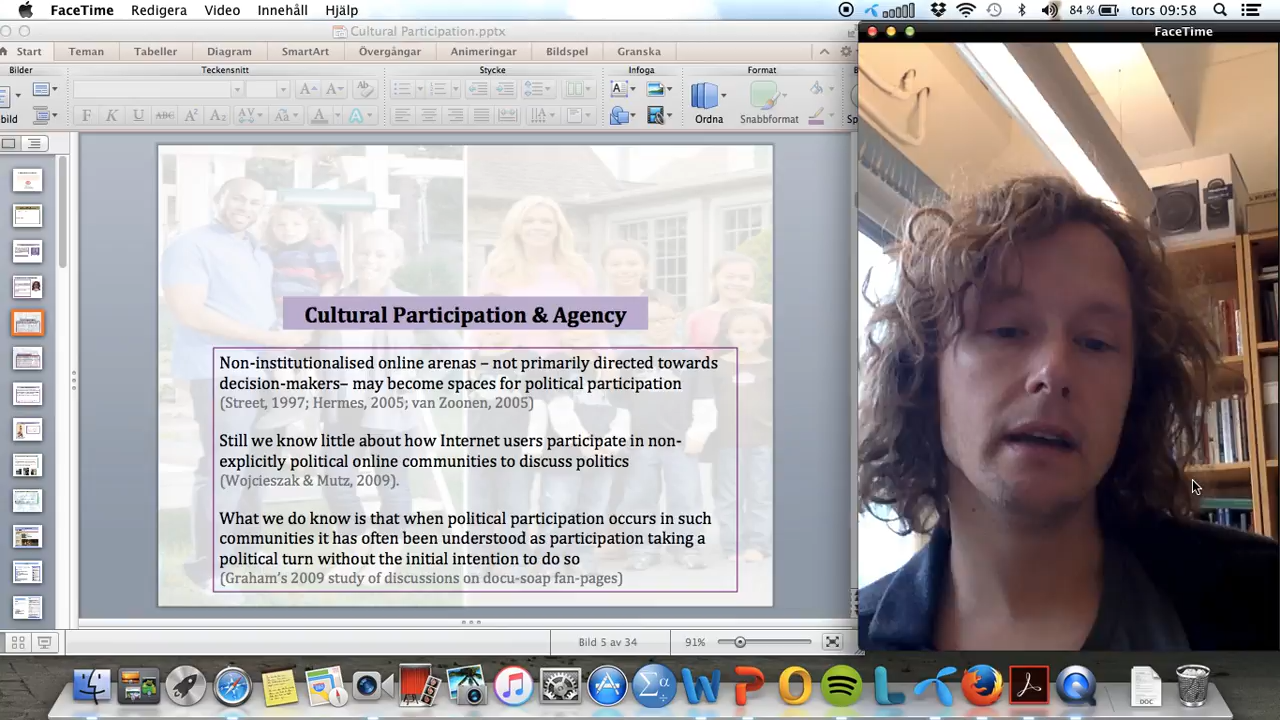 FaceTime Redigera Video Innehåll Hjälp 84 % tors 09:58
Cultural Participation.pptx
FaceTime
Start Teman Tabeller Diagram SmartArt Övergångar Animeringar Bildspel Granska
Bilder Teckensnitt Stycke Infoga Format
F K U ABC A² A₂
bild Ordna Snabbformat
Cultural Participation & Agency
Non-institutionalised online arenas – not primarily directed towards
decision-makers– may become spaces for political participation
(Street, 1997; Hermes, 2005; van Zoonen, 2005)
Still we know little about how Internet users participate in non-
explicitly political online communities to discuss politics
(Wojcieszak & Mutz, 2009).
What we do know is that when political participation occurs in such
communities it has often been understood as participation taking a
political turn without the initial intention to do so
(Graham's 2009 study of discussions on docu-soap fan-pages)
Bild 5 av 34 91%
DOC